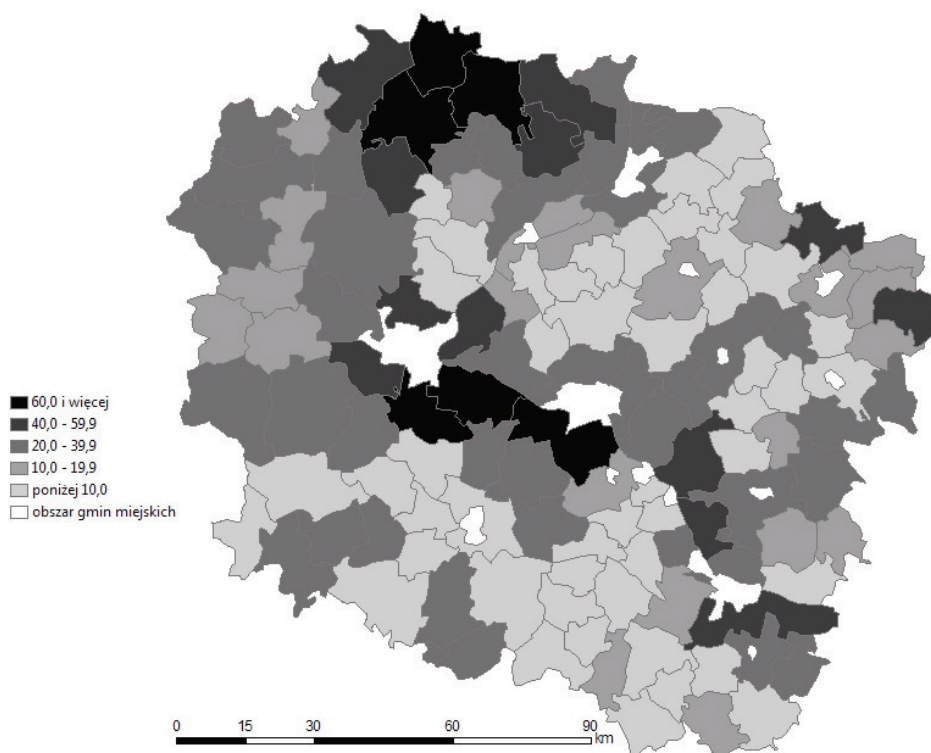 60,0 i więcej
40,0 - 59,9
20,0 - 39,9
10,0 - 19,9
poniżej 10,0
obszar gmin miejskich
0 15 30 60 90
km